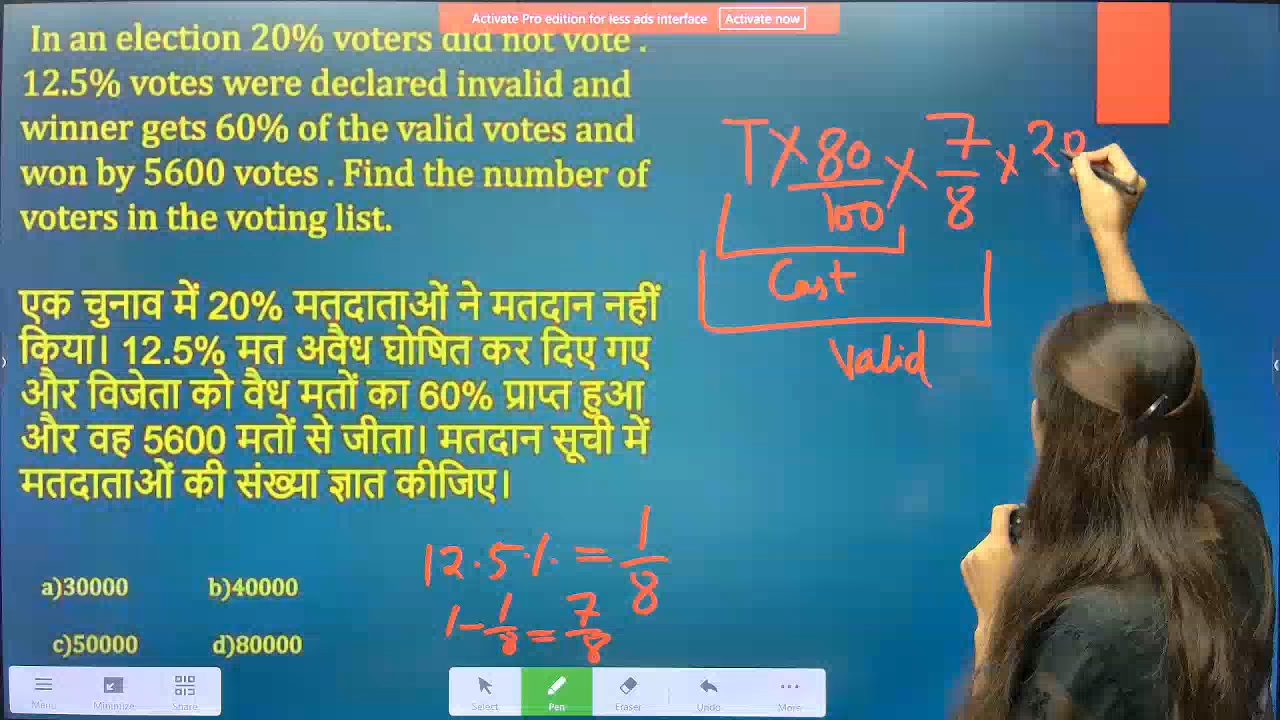 Activate Pro edition for less ads interface Activate now
In an election 20% voters did not vote .
12.5% votes were declared invalid and
winner gets 60% of the valid votes and
won by 5600 votes . Find the number of
voters in the voting list.
एक चुनाव में 20% मतदाताओं ने मतदान नहीं
किया। 12.5% मत अवैध घोषित कर दिए गए
और विजेता को वैध मतों का 60% प्राप्त हुआ
और वह 5600 मतों से जीता। मतदान सूची में
मतदाताओं की संख्या ज्ञात कीजिए।
a)30000 b)40000
c)50000 d)80000
T × 80/100 × 7/8 × 20
Cast
Valid
12.5% = 1/8
1 - 1/8 = 7/8
Menu Minimize Share Select Pen Eraser Undo More